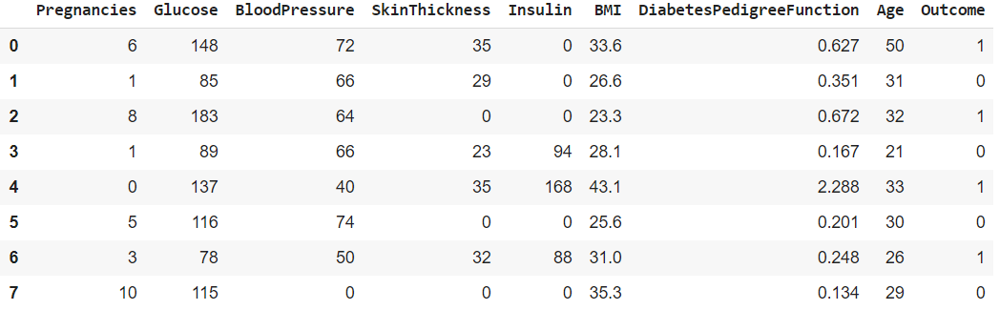 Pregnancies Glucose BloodPressure SkinThickness Insulin BMI DiabetesPedigreeFunction Age Outcome
0 6 148 72 35 0 33.6 0.627 50 1
1 1 85 66 29 0 26.6 0.351 31 0
2 8 183 64 0 0 23.3 0.672 32 1
3 1 89 66 23 94 28.1 0.167 21 0
4 0 137 40 35 168 43.1 2.288 33 1
5 5 116 74 0 0 25.6 0.201 30 0
6 3 78 50 32 88 31.0 0.248 26 1
7 10 115 0 0 0 35.3 0.134 29 0